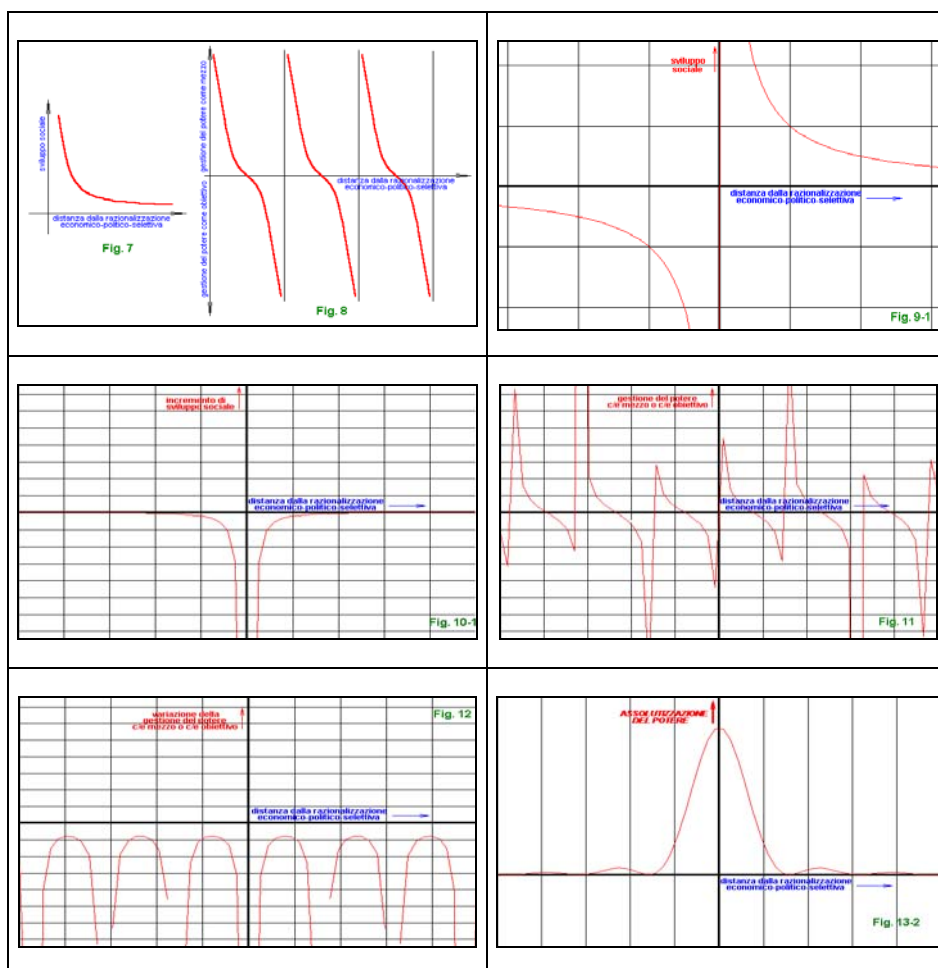 sviluppo sociale
distanza dalla razionalizzazione
economico-politico-selettiva
Fig. 7
gestione del potere come obiettivo gestione del potere come mezzo
distanza dalla razionalizzazione
economico-politico-selettiva
Fig. 8
sviluppo
sociale
distanza dalla razionalizzazione
economico-politico-selettiva
Fig. 9-1
incremento di
sviluppo sociale
distanza dalla razionalizzazione
economico-politico-selettiva
Fig. 10-1
gestione del potere
c/e mezzo o c/e obiettivo
distanza dalla razionalizzazione
economico-politico-selettiva
Fig. 11
variazione della
gestione del potere
c/e mezzo o c/e obiettivo
Fig. 12
distanza dalla razionalizzazione
economico-politico-selettiva
ASSOLUTIZZAZIONE
DEL POTERE
distanza dalla razionalizzazione
economico-politico-selettiva
Fig. 13-2